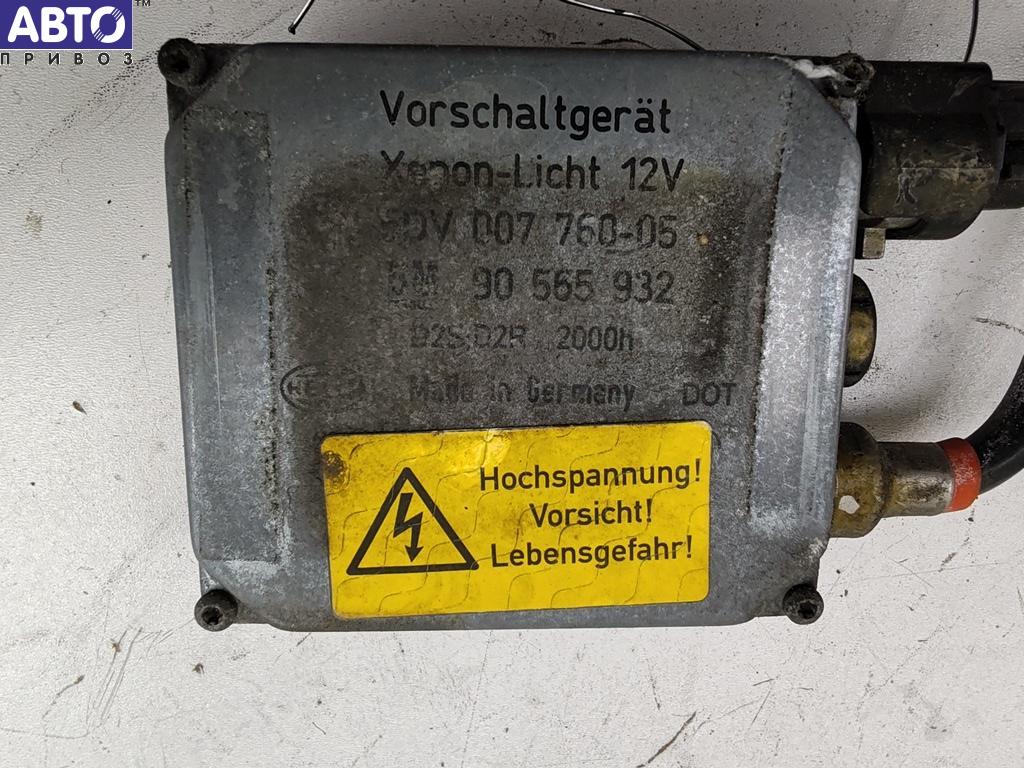 АВТО™
ПРИВОЗ
Vorschaltgerät
Xenon-Licht 12V
5DV 007 760-05
GM 90 565 932
D2S D2R 2000h
Made in Germany DOT
Hochspannung!
Vorsicht!
Lebensgefahr!